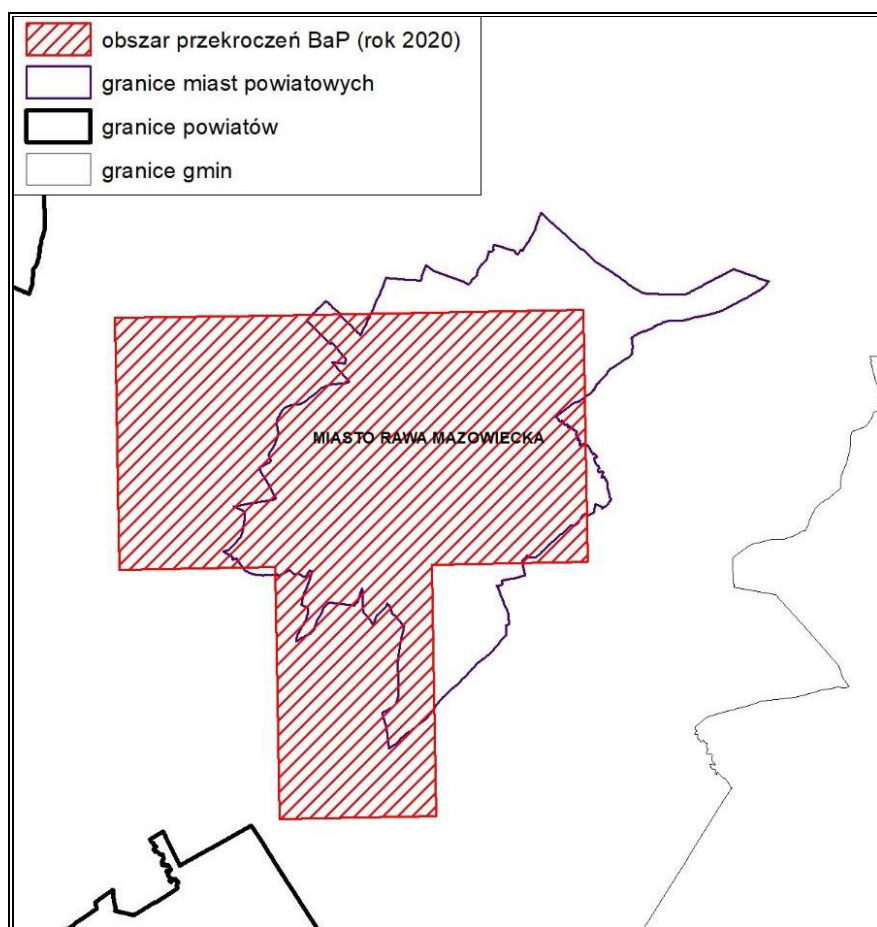 obszar przekroczeń BaP (rok 2020)
granice miast powiatowych
granice powiatów
granice gmin
MIASTO RAWA MAZOWIECKA